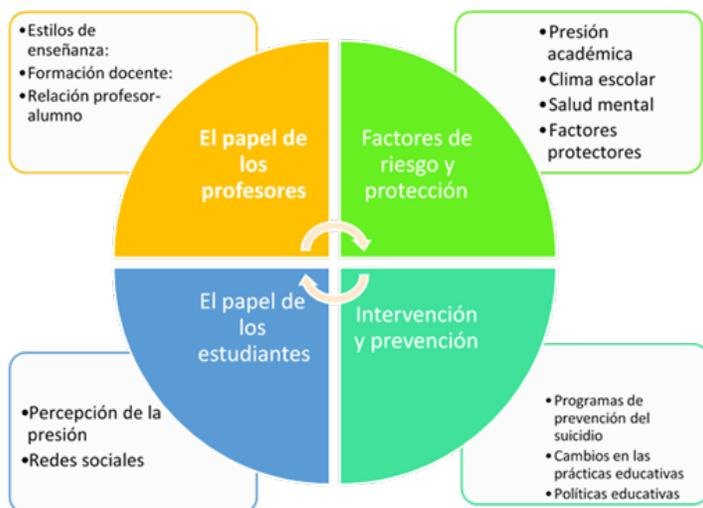 •Estilos de
enseñanza:
•Formación docente:
•Relación profesor-
alumno
El papel de
los
profesores
Factores de
riesgo y
protección
•Presión
académica
•Clima escolar
•Salud mental
•Factores
protectores
•Percepción de la
presión
•Redes sociales
El papel de
los
estudiantes
Intervención
y prevención
•Programas de
prevención del
suicidio
•Cambios en las
prácticas educativas
•Políticas educativas